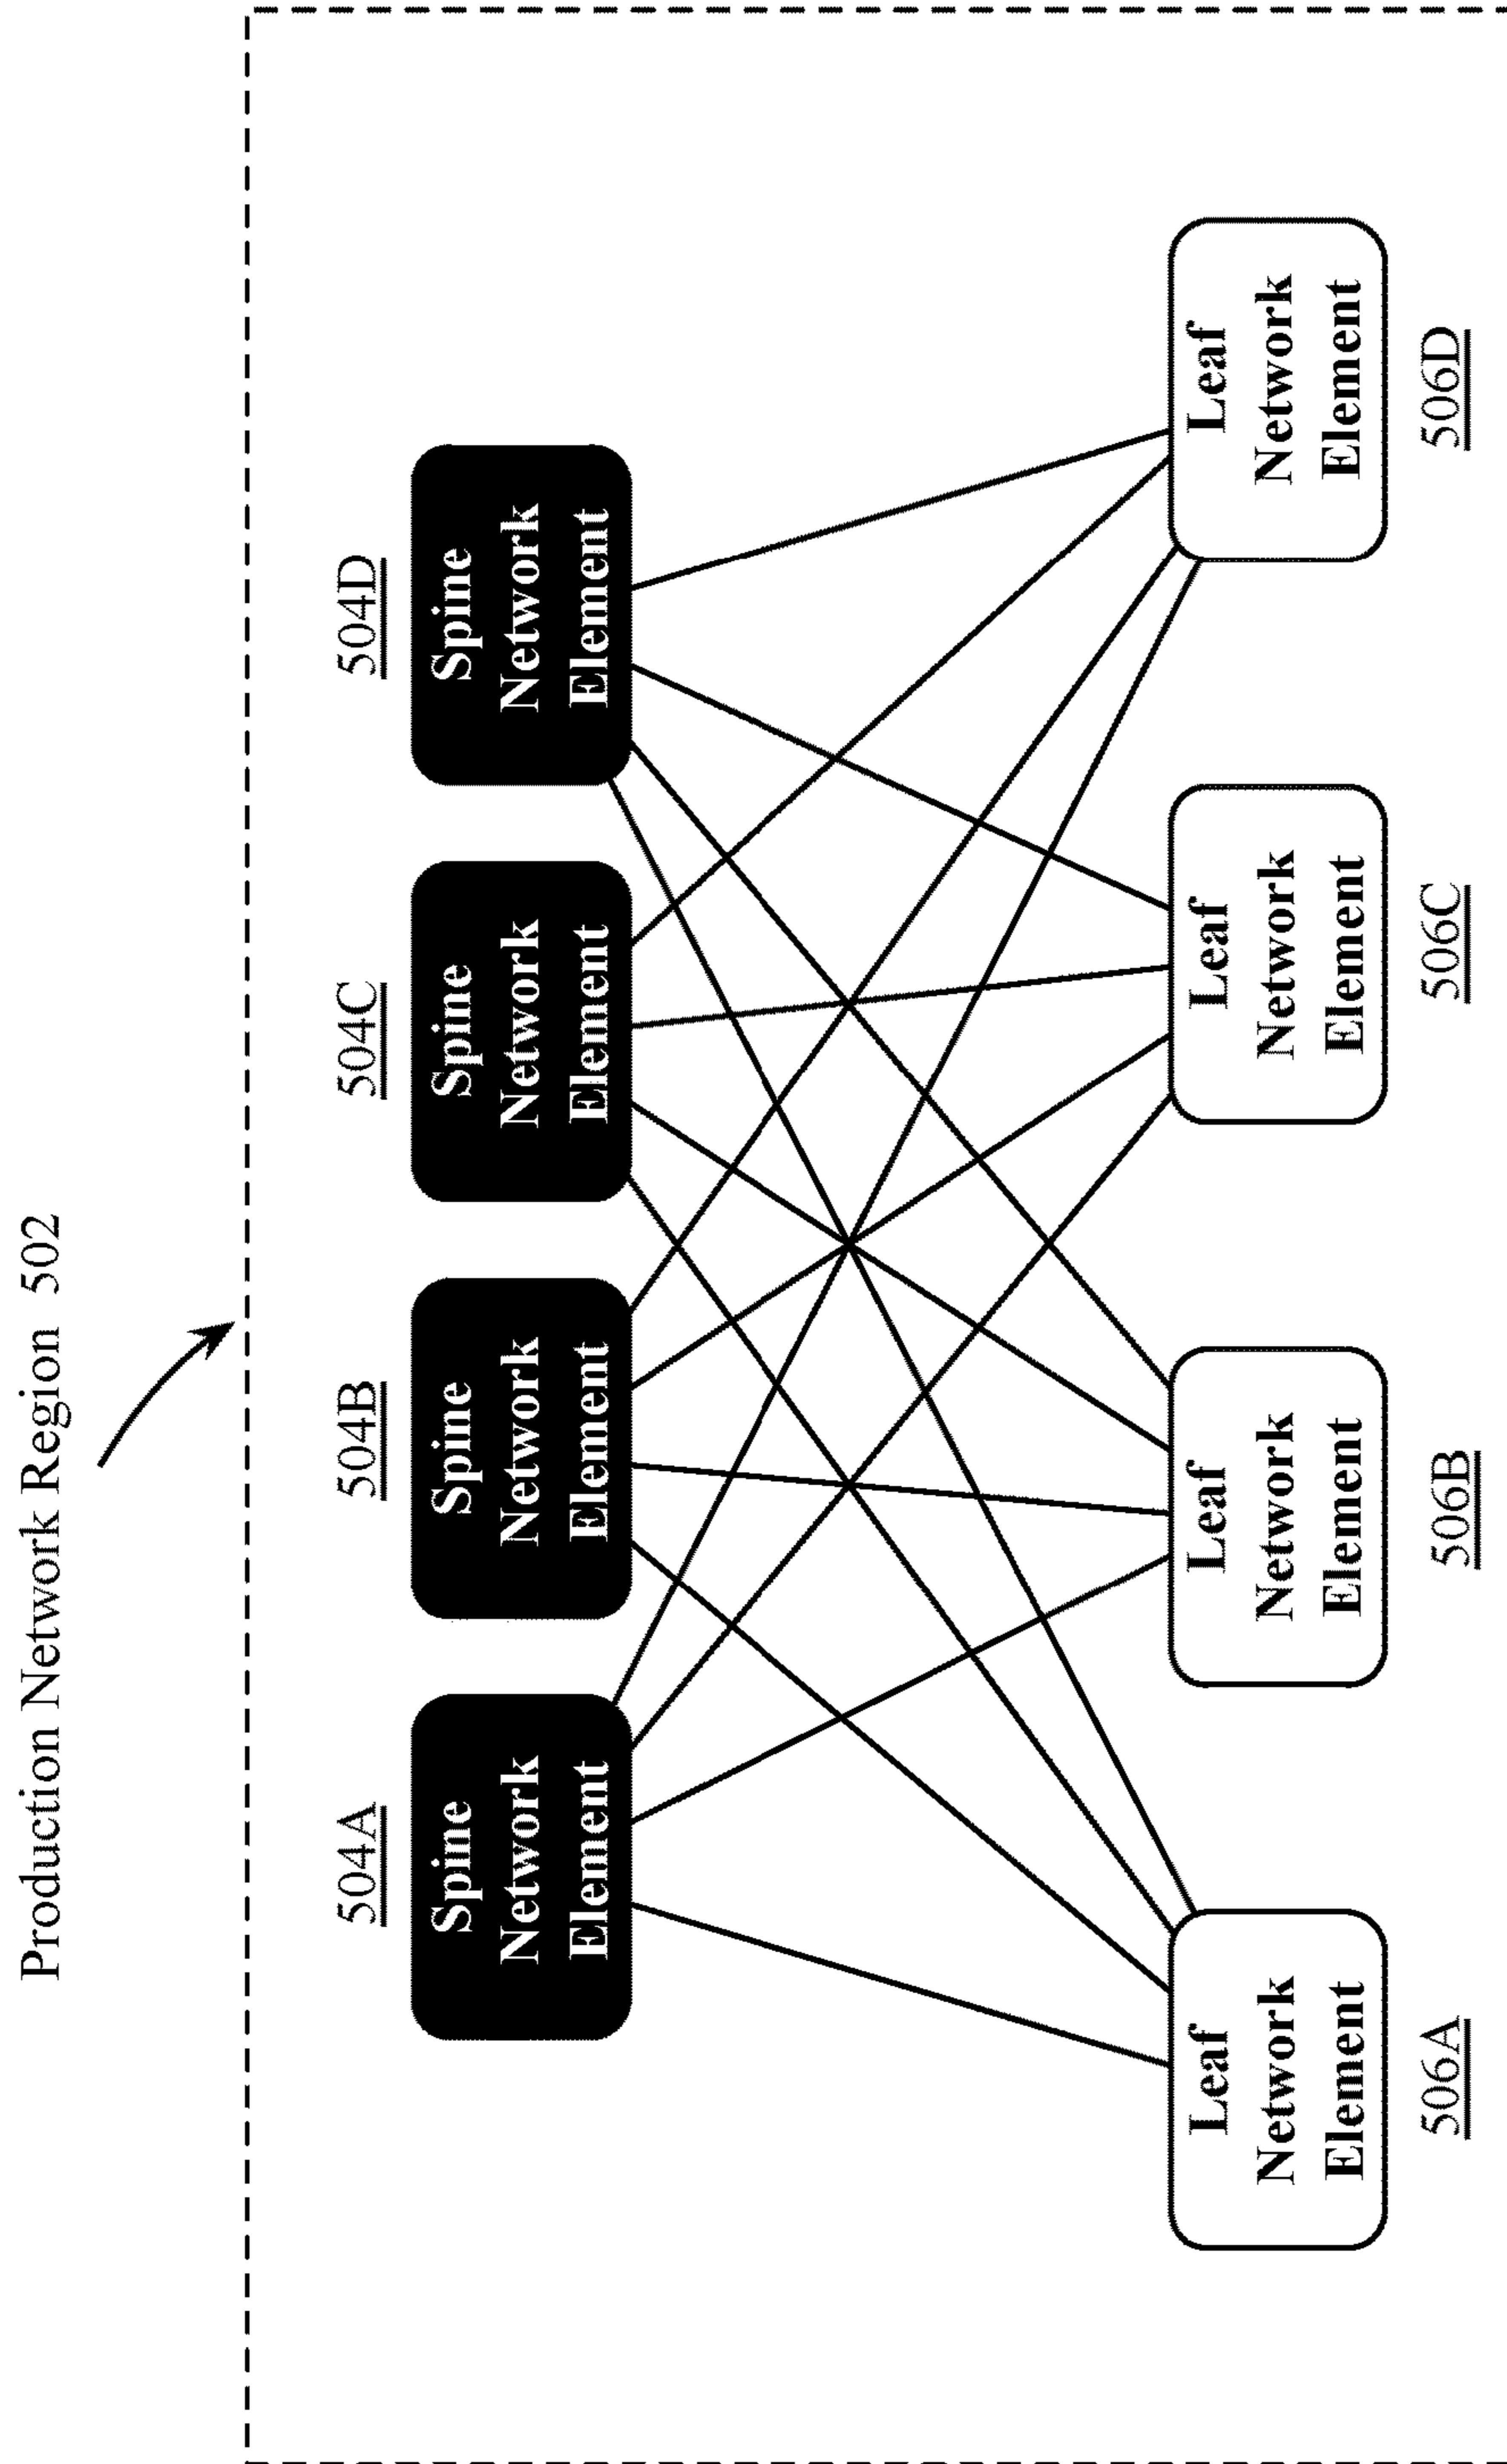 Production Network Region 502
504A
504B
504C
504D
Spine
Network
Element
Spine
Network
Element
Spine
Network
Element
Spine
Network
Element
Leaf
Network
Element
Leaf
Network
Element
Leaf
Network
Element
Leaf
Network
Element
506A
506B
506C
506D